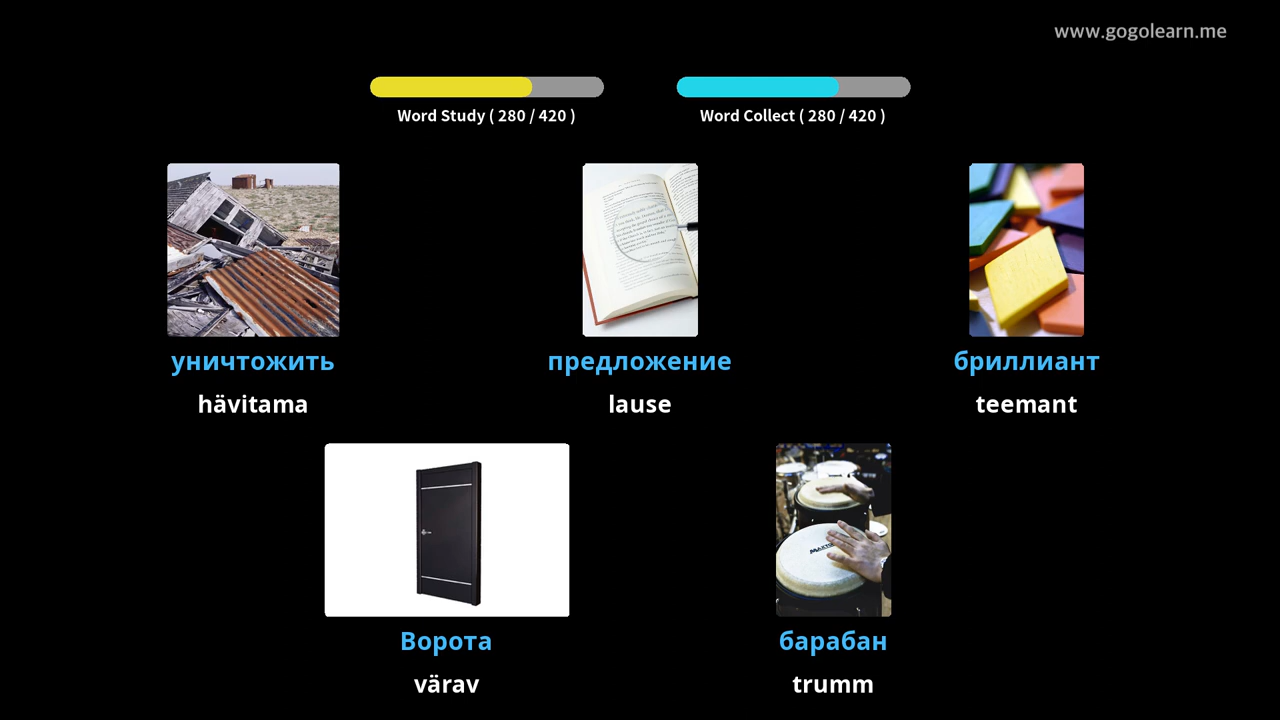 www.gogolearn.me
Word Study ( 280 / 420 )
Word Collect ( 280 / 420 )
уничтожить
hävitama
предложение
lause
бриллиант
teemant
Ворота
värav
барабан
trumm